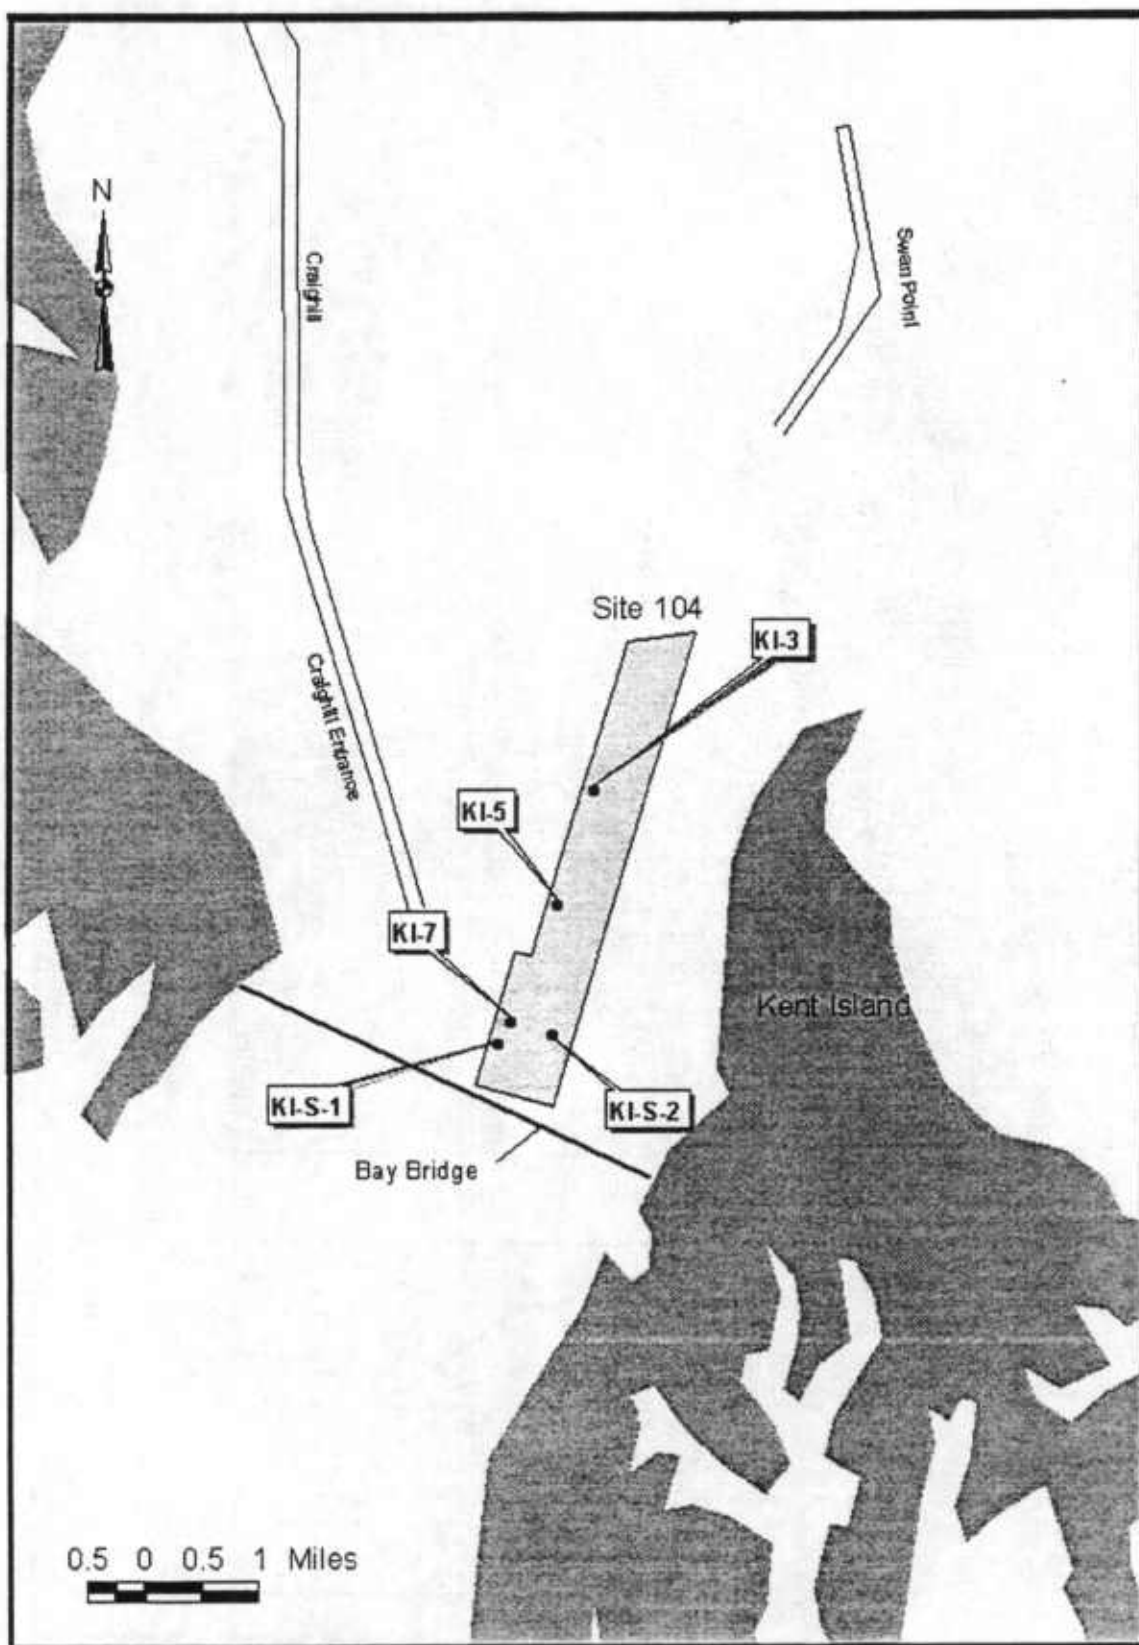 N
Craighill
Swan Point
Site 104
KI-3
Craighill Entrance
KI-5
KI-7
Kent Island
KI-S-1
KI-S-2
Bay Bridge
0.5 0 0.5 1 Miles